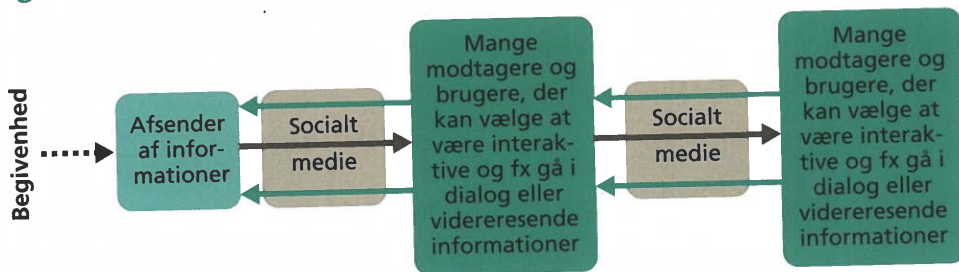 Begivenhed
Afsender
af infor-
mationer
Socialt
medie
Mange
modtagere og
brugere, der
kan vælge at
være interak-
tive og fx gå i
dialog eller
videreresende
informationer
Socialt
medie
Mange
modtagere og
brugere, der
kan vælge at
være interak-
tive og fx gå i
dialog eller
videreresende
informationer